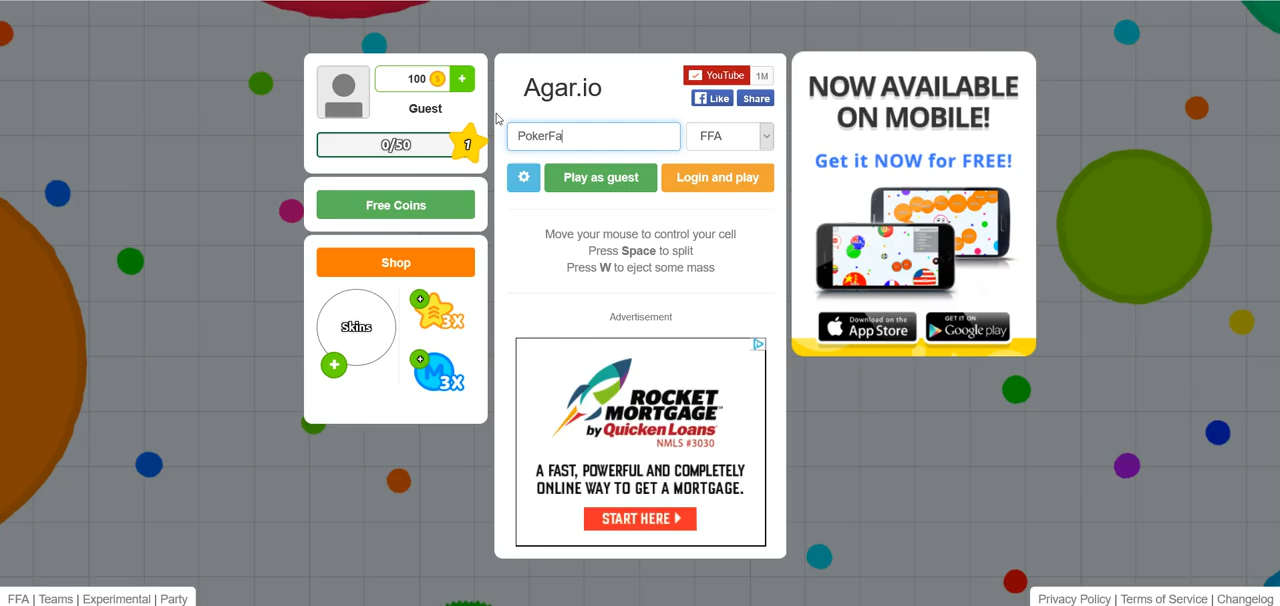 100
+
Guest
0/50
1
Free Coins
Shop
Skins
+
+
3X
+
M
3X
Agar.io
YouTube
1M
Like
Share
PokerFa
FFA
Play as guest
Login and play
Move your mouse to control your cell
Press Space to split
Press W to eject some mass
Advertisement
ROCKET
MORTGAGE
by Quicken Loans
NMLS #3030
A FAST, POWERFUL AND COMPLETELY
ONLINE WAY TO GET A MORTGAGE.
START HERE
NOW AVAILABLE
ON MOBILE!
Get it NOW for FREE!
Download on the
App Store
GET IT ON
Google play
FFA | Teams | Experimental | Party
Privacy Policy | Terms of Service | Changelog